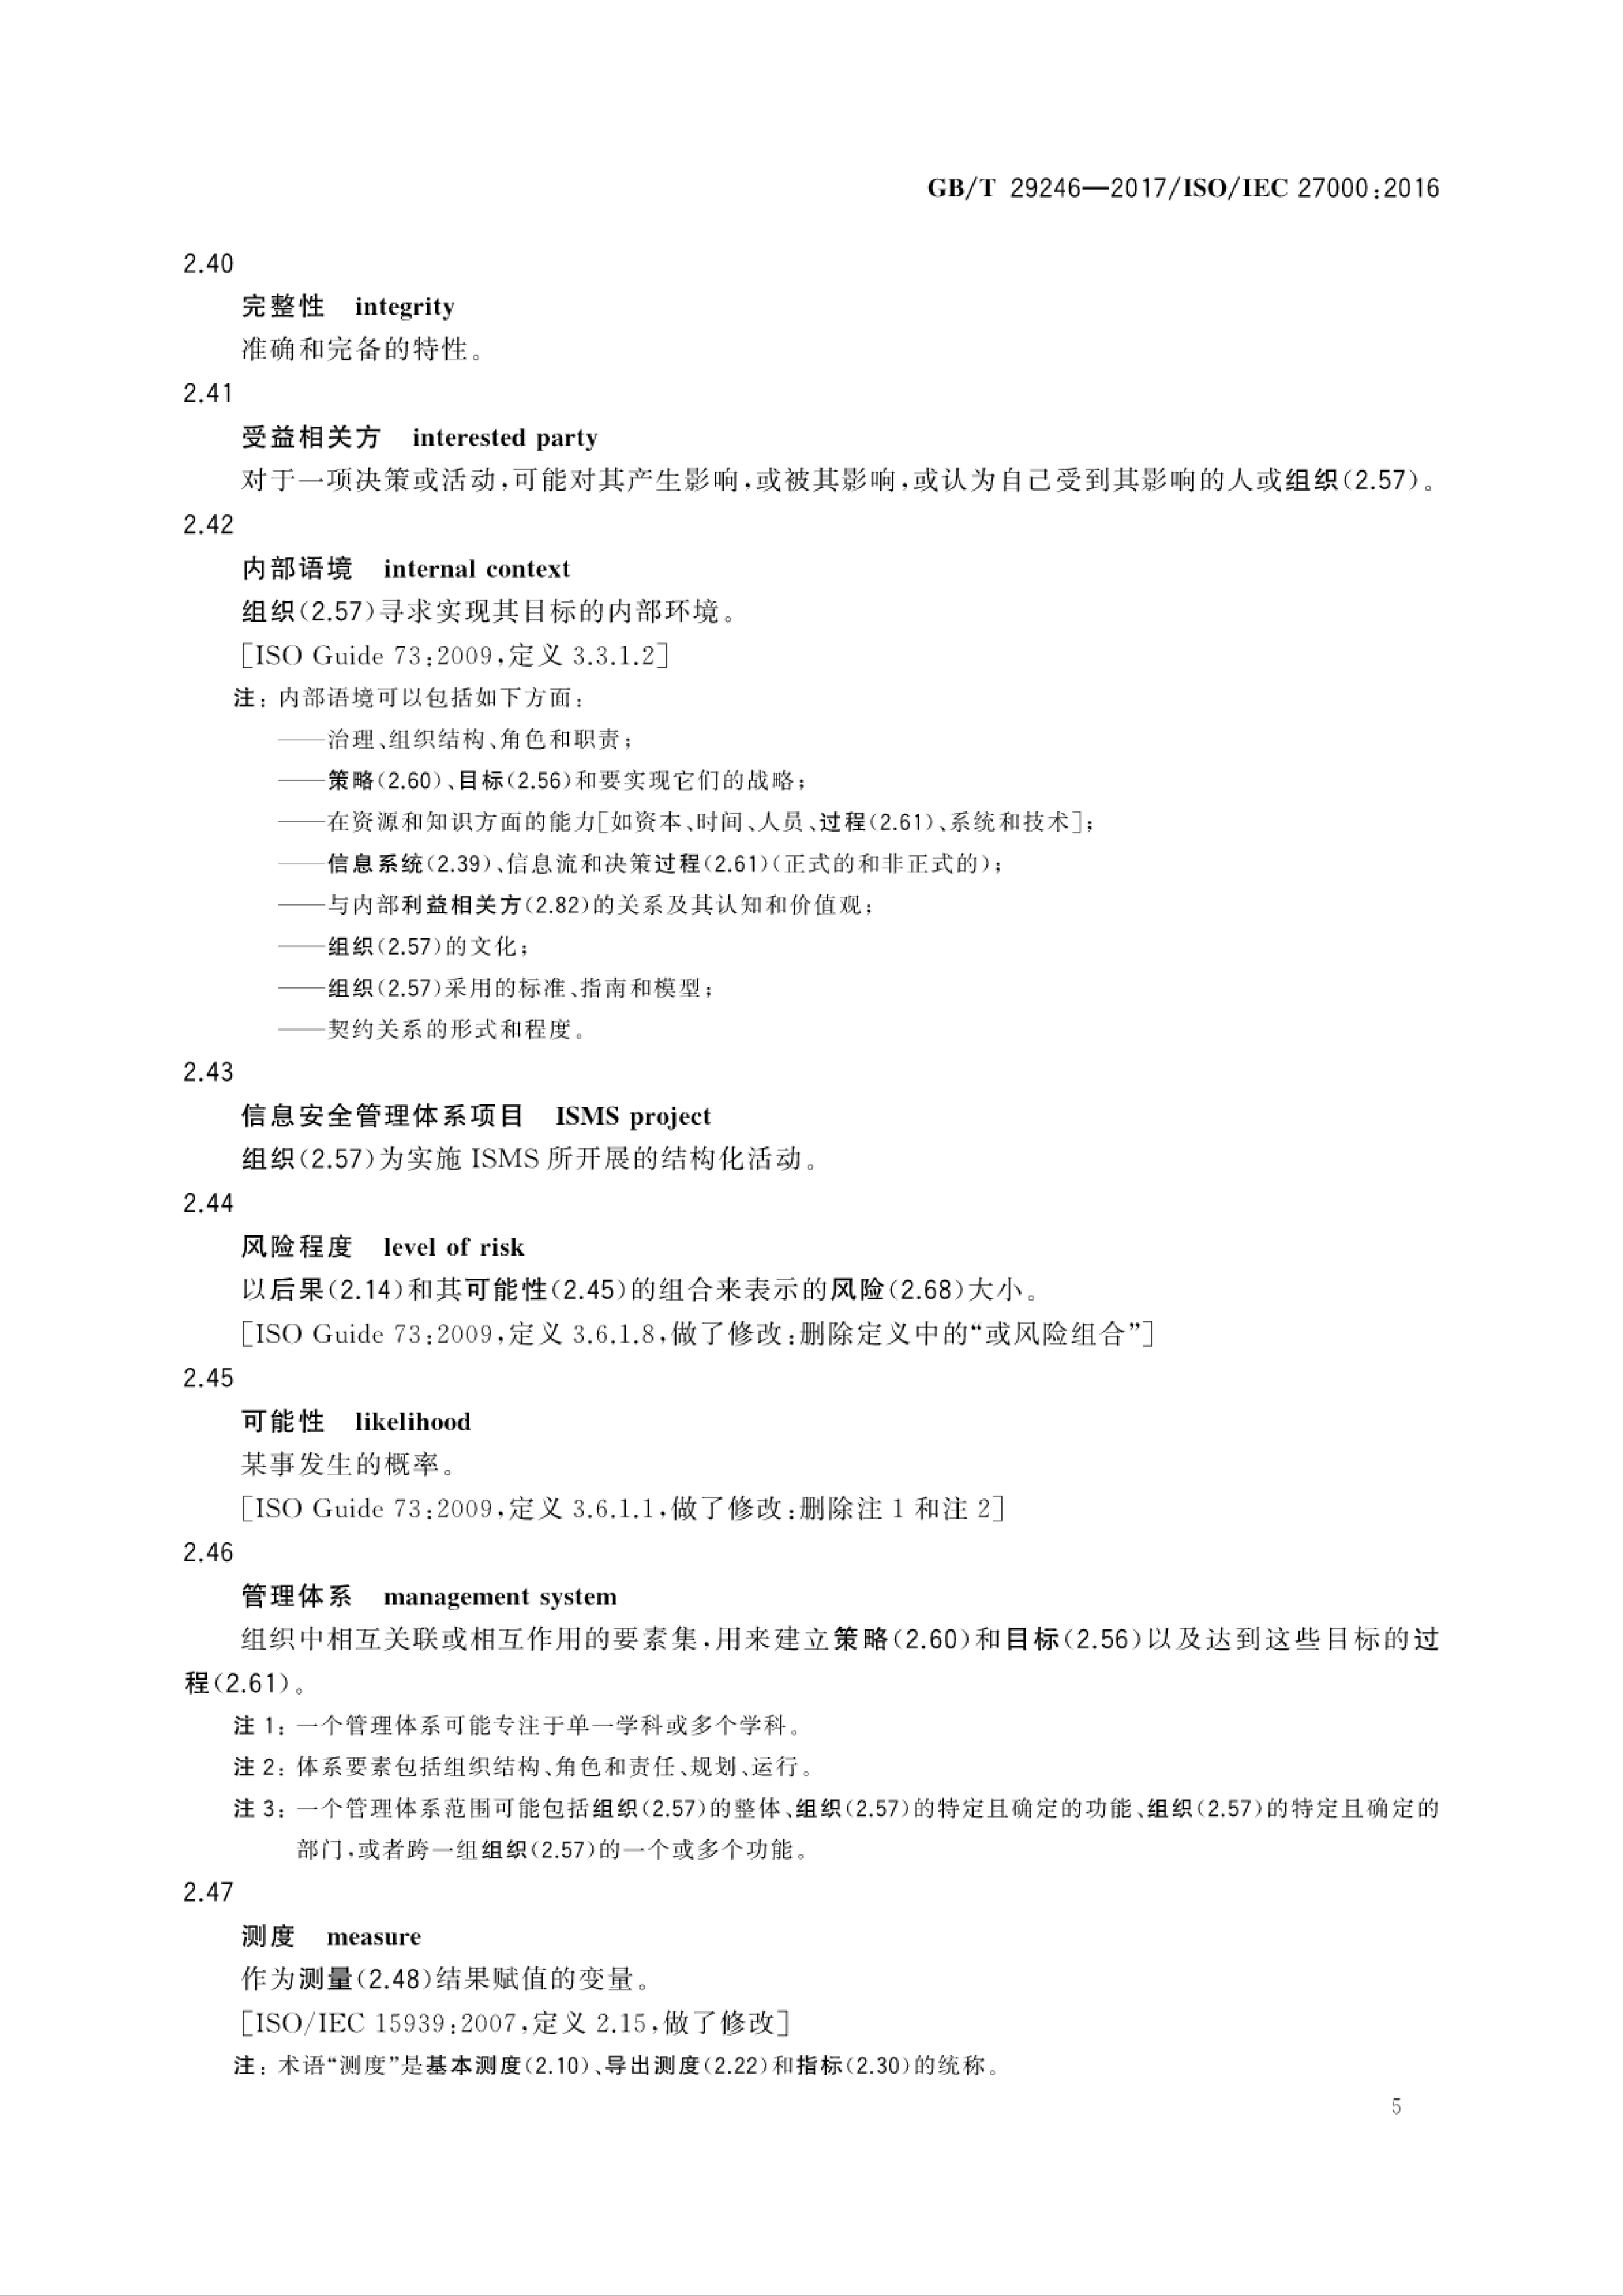 GB/T 29246—2017/ISO/IEC 27000:2016
2.40
完整性 integrity
准确和完备的特性。
2.41
受益相关方 interested party
对于一项决策或活动,可能对其产生影响,或被其影响,或认为自己受到其影响的人或组织(2.57)。
2.42
内部语境 internal context
组织(2.57)寻求实现其目标的内部环境。
[ISO Guide 73:2009,定义 3.3.1.2]
注: 内部语境可以包括如下方面:
——治理、组织结构、角色和职责;
——策略(2.60)、目标(2.56)和要实现它们的战略;
——在资源和知识方面的能力[如资本、时间、人员、过程(2.61)、系统和技术];
——信息系统(2.39)、信息流和决策过程(2.61)(正式的和非正式的);
——与内部利益相关方(2.82)的关系及其认知和价值观;
——组织(2.57)的文化;
——组织(2.57)采用的标准、指南和模型;
——契约关系的形式和程度。
2.43
信息安全管理体系项目 ISMS project
组织(2.57)为实施 ISMS 所开展的结构化活动。
2.44
风险程度 level of risk
以后果(2.14)和其可能性(2.45)的组合来表示的风险(2.68)大小。
[ISO Guide 73:2009,定义 3.6.1.8,做了修改:删除定义中的“或风险组合”]
2.45
可能性 likelihood
某事发生的概率。
[ISO Guide 73:2009,定义 3.6.1.1,做了修改:删除注 1 和注 2]
2.46
管理体系 management system
组织中相互关联或相互作用的要素集,用来建立策略(2.60)和目标(2.56)以及达到这些目标的过
程(2.61)。
注 1: 一个管理体系可能专注于单一学科或多个学科。
注 2: 体系要素包括组织结构、角色和责任、规划、运行。
注 3: 一个管理体系范围可能包括组织(2.57)的整体、组织(2.57)的特定且确定的功能、组织(2.57)的特定且确定的
部门,或者跨一组组织(2.57)的一个或多个功能。
2.47
测度 measure
作为测量(2.48)结果赋值的变量。
[ISO/IEC 15939:2007,定义 2.15,做了修改]
注: 术语“测度”是基本测度(2.10)、导出测度(2.22)和指标(2.30)的统称。
5